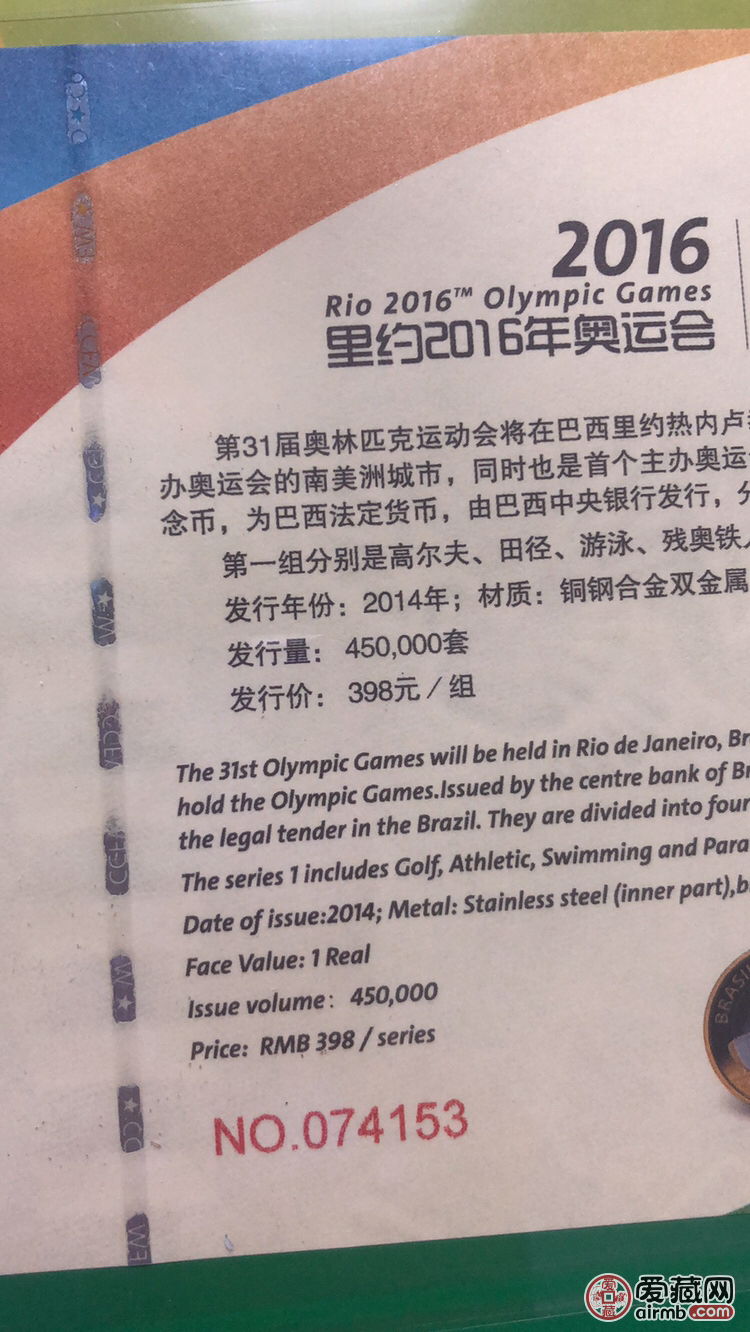 2016
Rio 2016™ Olympic Games
里约2016年奥运会
第31届奥林匹克运动会将在巴西里约热内卢
办奥运会的南美洲城市，同时也是首个主办奥运
念币，为巴西法定货币，由巴西中央银行发行，
第一组分别是高尔夫、田径、游泳、残奥铁
发行年份：2014年；材质：铜钢合金双金属
发行量：450,000套
发行价：398元／组
The 31st Olympic Games will be held in Rio de Janeiro, Br
hold the Olympic Games.Issued by the centre bank of Br
the legal tender in the Brazil. They are divided into four
The series 1 includes Golf, Athletic, Swimming and Para
Date of issue:2014; Metal: Stainless steel (inner part),b
Face Value: 1 Real
Issue volume：450,000
Price: RMB 398 / series
BRASI
NO.074153
爱藏网
airmb.com